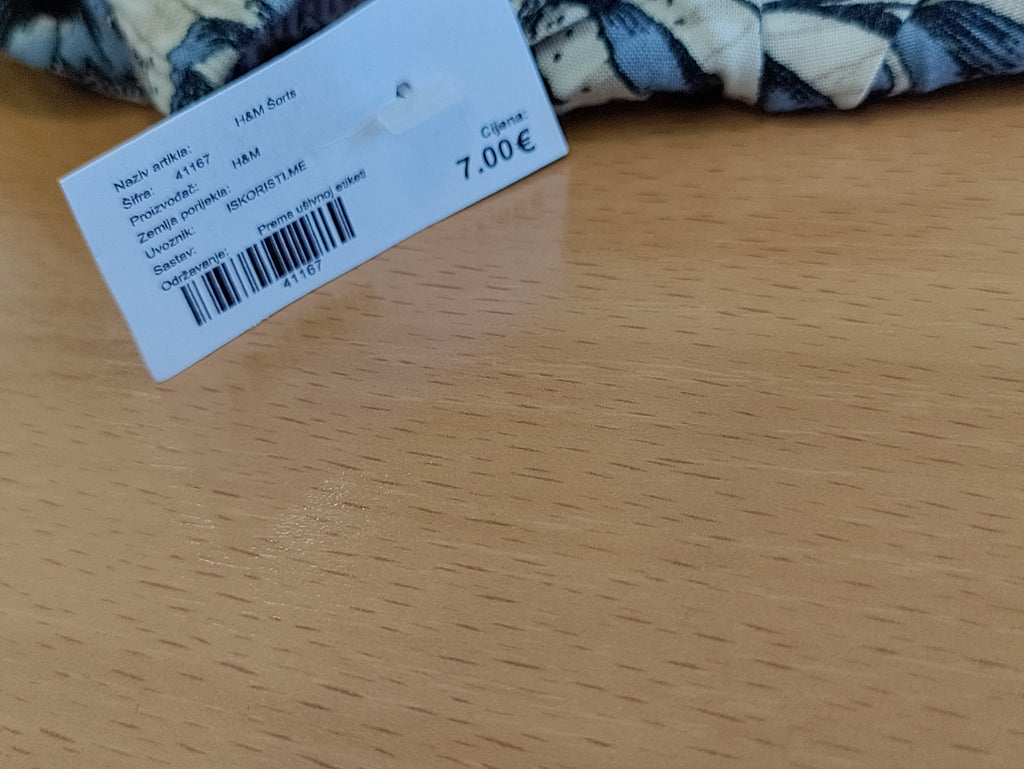 Naziv artikla: H&M Šorts
Šifra: 41167
Proizvođač: H&M
Zemlja porijekla:
Uvoznik: ISKORISTI.ME
Sastav:
Održavanje: Prema ušivnoj etiketi
41167
Cijena:
7.00€